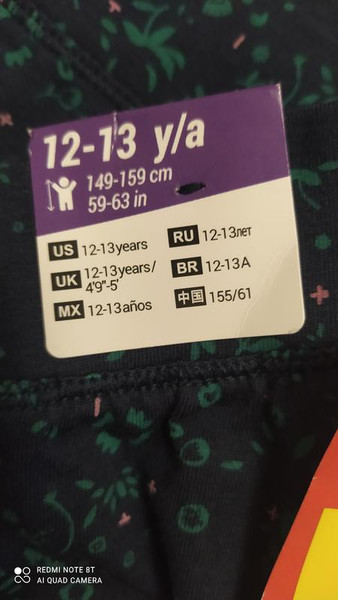 12-13 y/a
149-159 cm
59-63 in
US 12-13years
UK 12-13years/
4'9"-5'
MX 12-13años
RU 12-13лет
BR 12-13A
中国 155/61
REDMI NOTE 8T
AI QUAD CAMERA